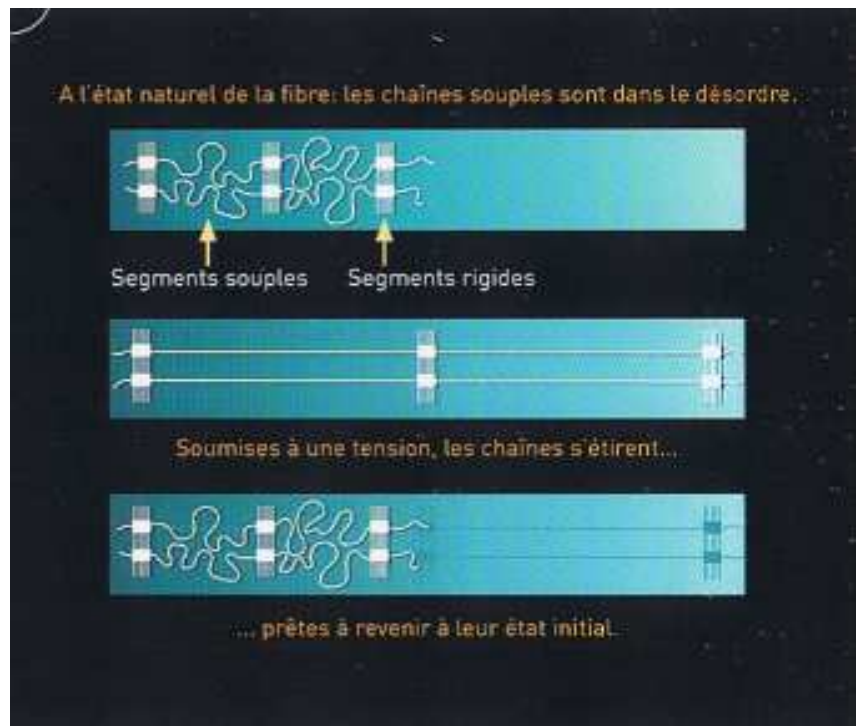 A l'état naturel de la fibre: les chaînes souples sont dans le désordre.
Segments souples Segments rigides
Soumises à une tension, les chaînes s'étirent...
.... prêtes à revenir à leur état initial.